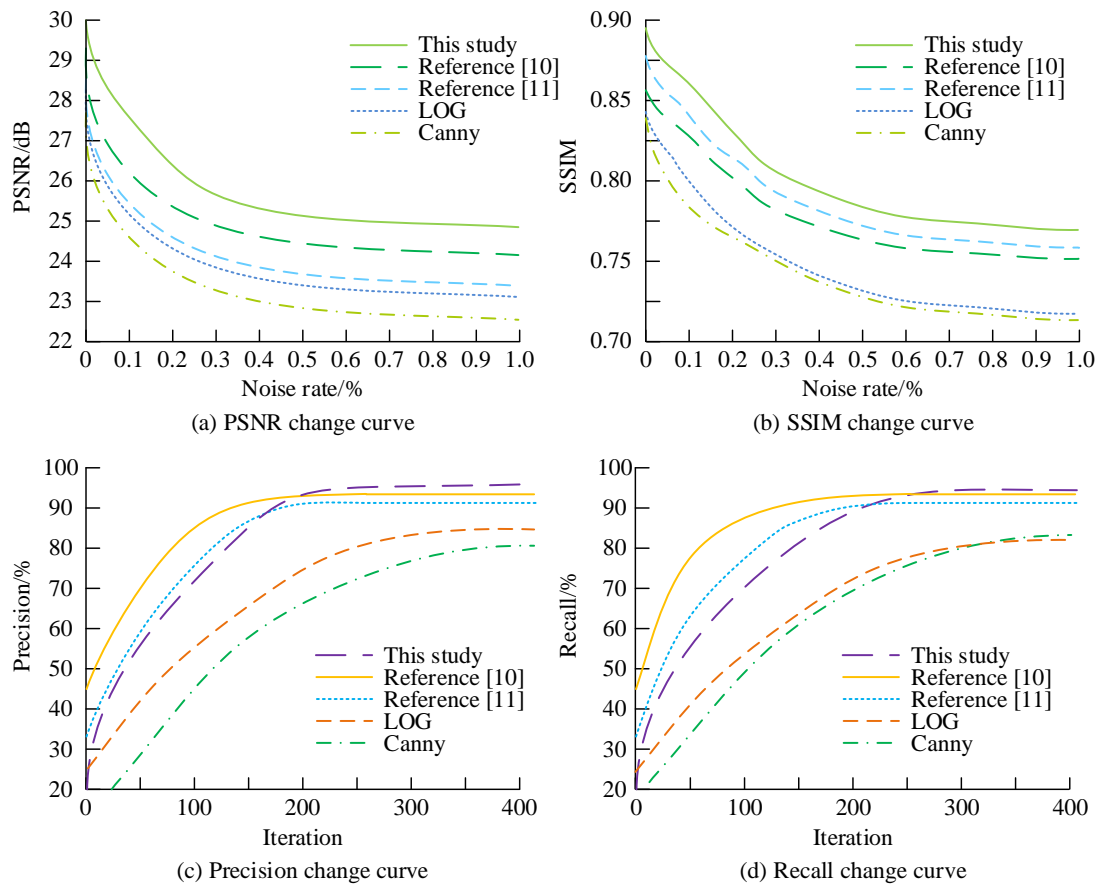 30
29
28
27
26
25
24
23
22
PSNR/dB
This study
Reference [10]
Reference [11]
LOG
Canny
0 0.1 0.2 0.3 0.4 0.5 0.6 0.7 0.8 0.9 1.0
Noise rate/%
(a) PSNR change curve
0.90
0.85
0.80
0.75
0.70
SSIM
This study
Reference [10]
Reference [11]
LOG
Canny
0 0.1 0.2 0.3 0.4 0.5 0.6 0.7 0.8 0.9 1.0
Noise rate/%
(b) SSIM change curve
100
90
80
70
60
50
40
30
20
Precision/%
This study
Reference [10]
Reference [11]
LOG
Canny
0 100 200 300 400
Iteration
(c) Precision change curve
100
90
80
70
60
50
40
30
20
Recall/%
This study
Reference [10]
Reference [11]
LOG
Canny
0 100 200 300 400
Iteration
(d) Recall change curve